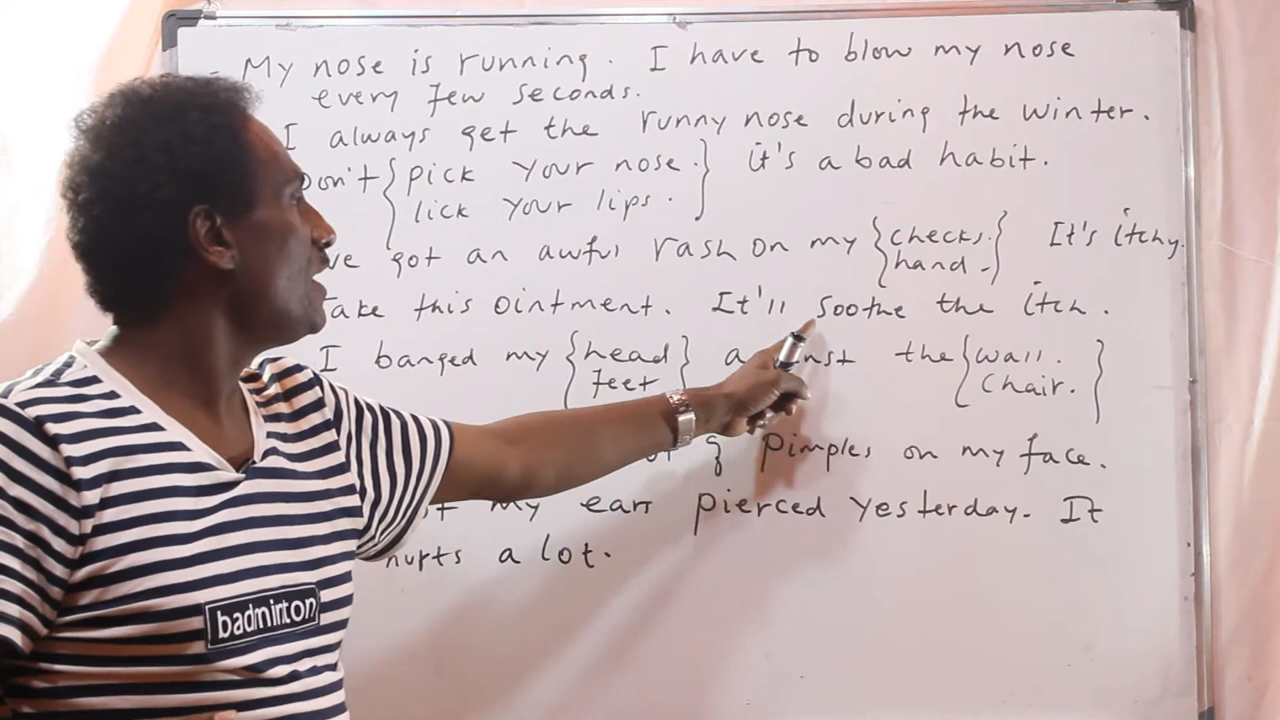 - My nose is running. I have to blow my nose
every few seconds.
I always get the runny nose during the winter.
Don't { pick your nose. } it's a bad habit.
lick your lips.
've got an awful rash on my { checks. } It's itchy.
hand.
Take this ointment. It'll soothe the itch.
I banged my { head } against the { wall. }
feet chair.
of pimples on my face.
my earr pierced yesterday. It
hurts a lot.
badminton